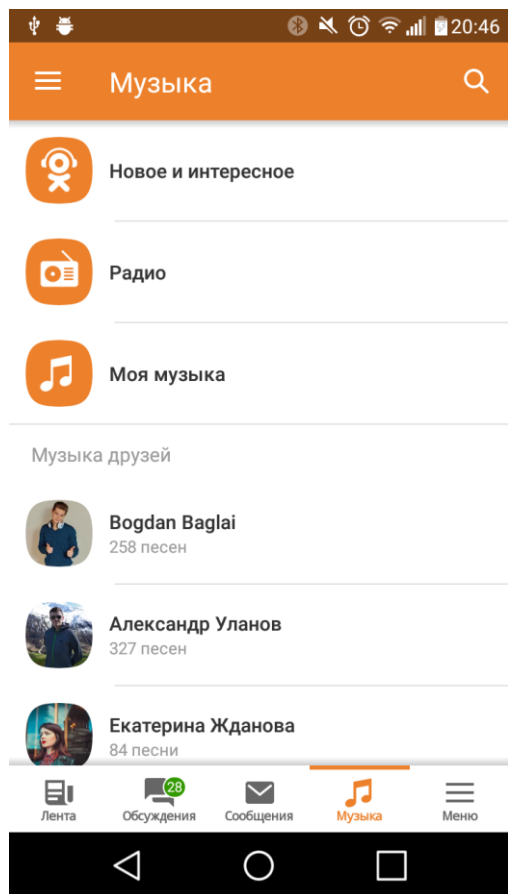 20:46
Музыка
Новое и интересное
Радио
Моя музыка
Музыка друзей
Bogdan Baglai
258 песен
Александр Уланов
327 песен
Екатерина Жданова
84 песни
28
Лента Обсуждения Сообщения Музыка Меню